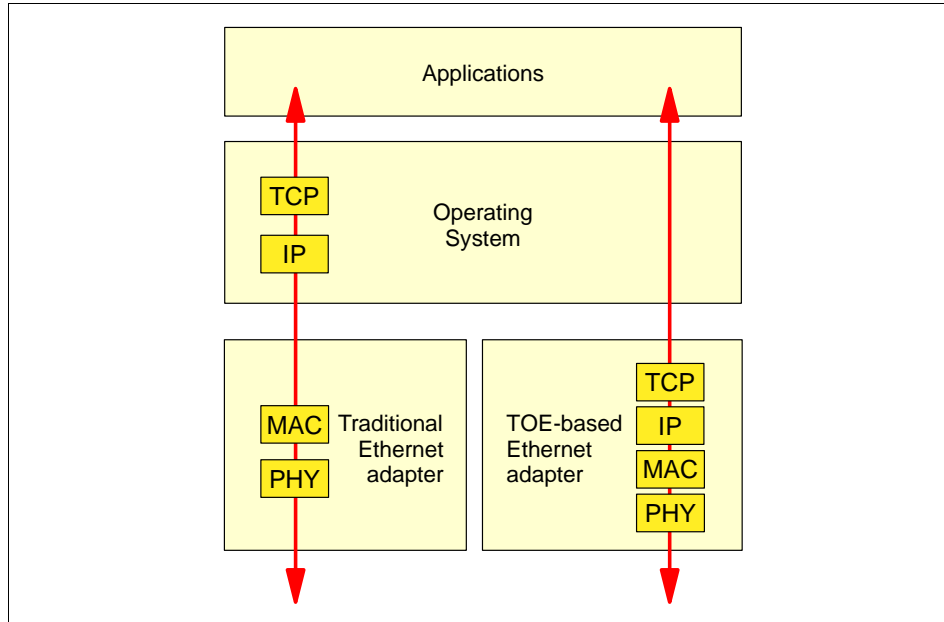 Applications
TCP
IP
Operating
System
MAC
PHY
Traditional
Ethernet
adapter
TOE-based
Ethernet
adapter
TCP
IP
MAC
PHY